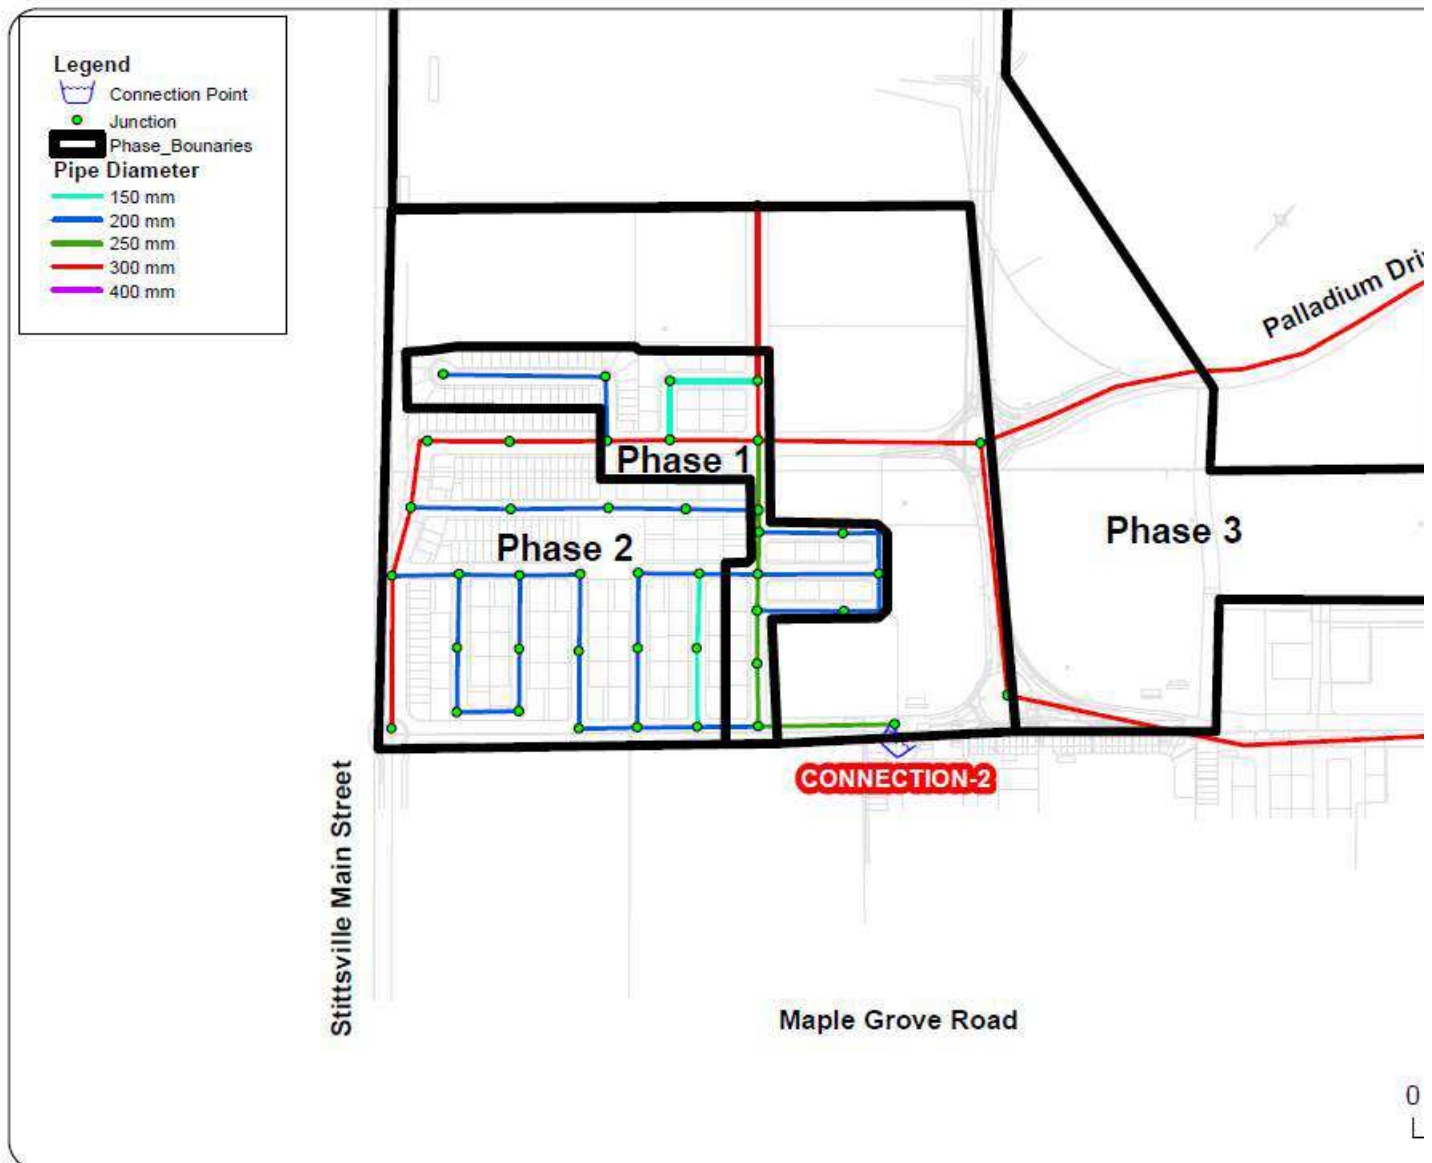 Legend
Connection Point
Junction
Phase_Bounaries
Pipe Diameter
150 mm
200 mm
250 mm
300 mm
400 mm
Palladium Dri
Phase 1
Phase 3
Phase 2
CONNECTION-2
Stittsville Main Street
Maple Grove Road
0